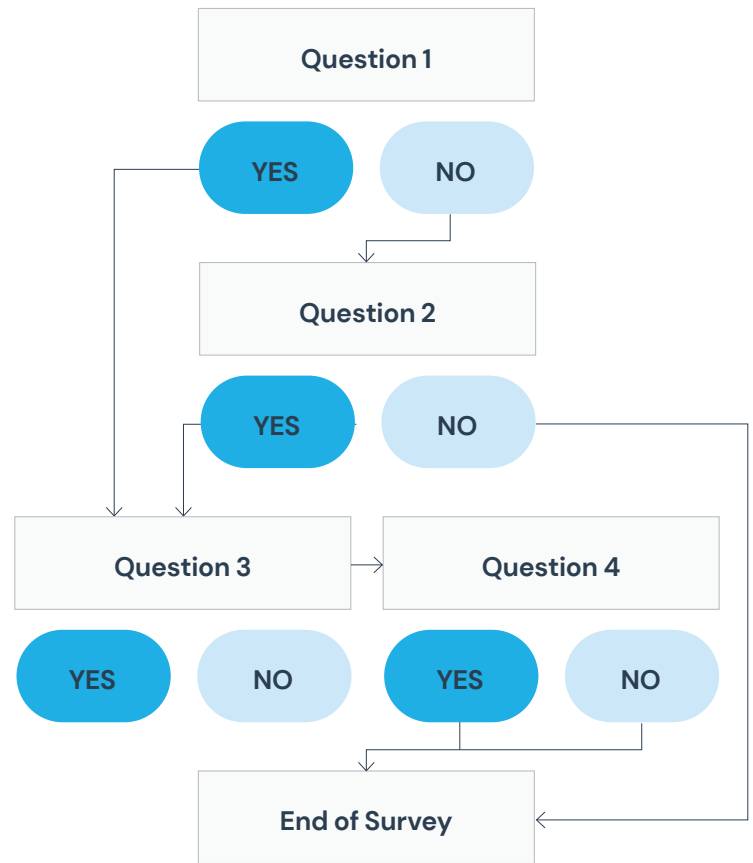 Question 1
YES
NO
Question 2
YES
NO
Question 3
Question 4
YES
NO
YES
NO
End of Survey